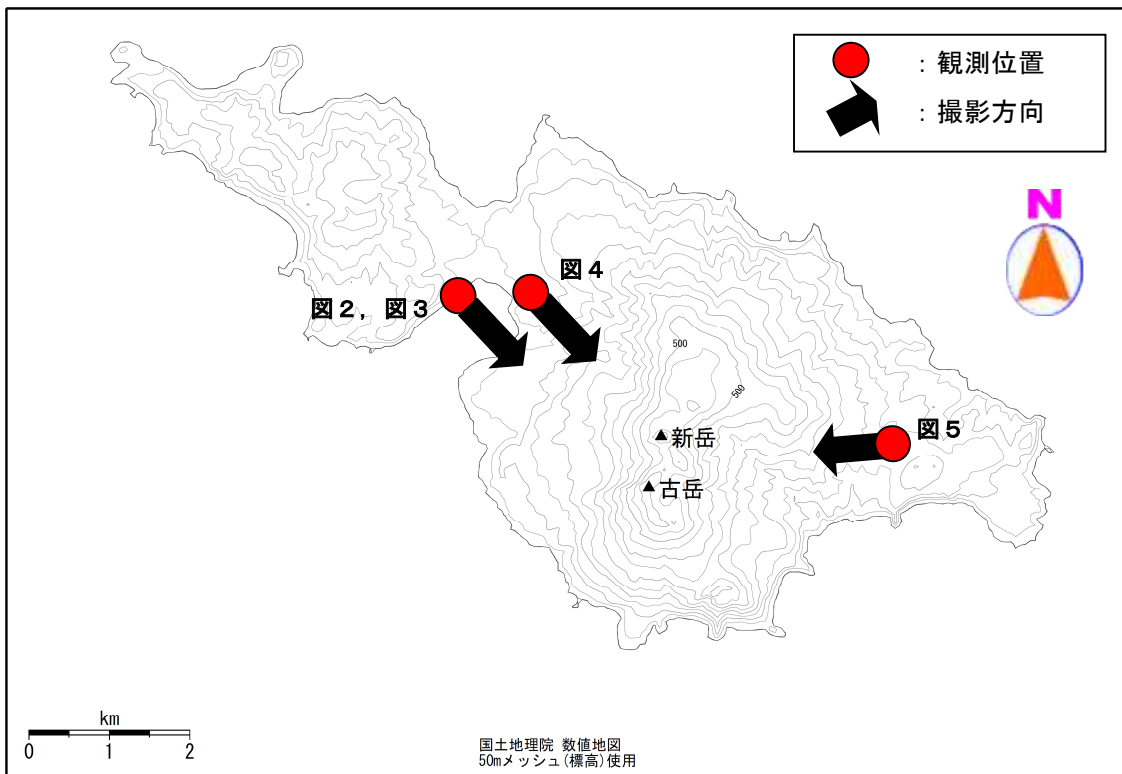 ：観測位置
：撮影方向
N
図４
図２，図３
500
500
新岳
図５
古岳
km
0 1 2
国土地理院 数値地図
50mメッシュ(標高)使用